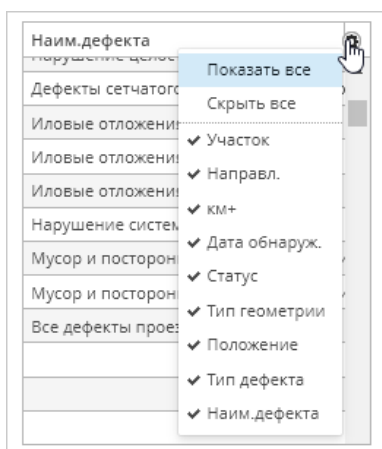 Наим.дефекта
Показать все
Дефекты сетчатого
Скрыть все
Иловые отложения
Участок
Иловые отложения
Направл.
Иловые отложения
км+
Нарушение систем
Дата обнаруж.
Мусор и посторон
Статус
Мусор и посторон
Тип геометрии
Все дефекты проез
Положение
Тип дефекта
Наим.дефекта